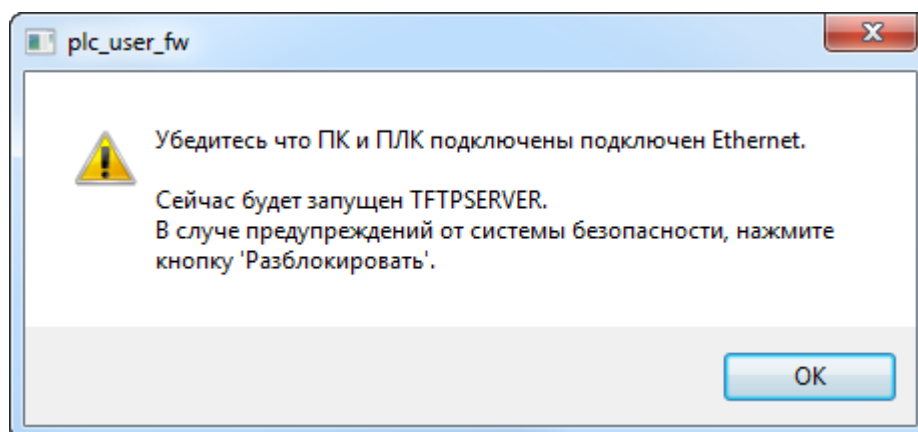 plc_user_fw
Убедитесь что ПК и ПЛК подключены подключен Ethernet.
Сейчас будет запущен TFTPSERVER.
В случе предупреждений от системы безопасности, нажмите
кнопку 'Разблокировать'.
OK